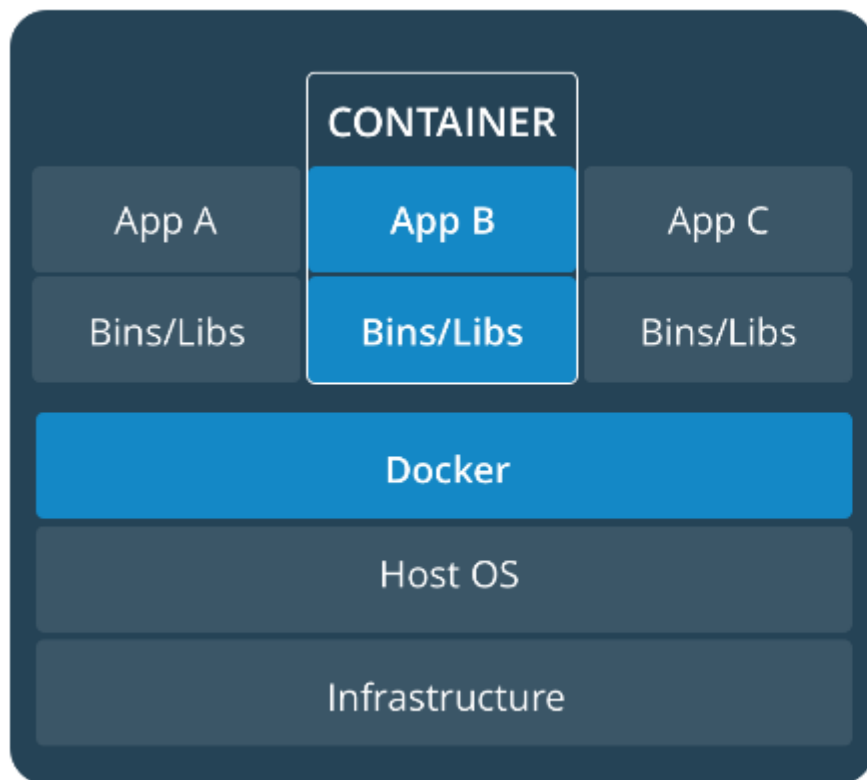 CONTAINER
App A
App B
App C
Bins/Libs
Bins/Libs
Bins/Libs
Docker
Host OS
Infrastructure